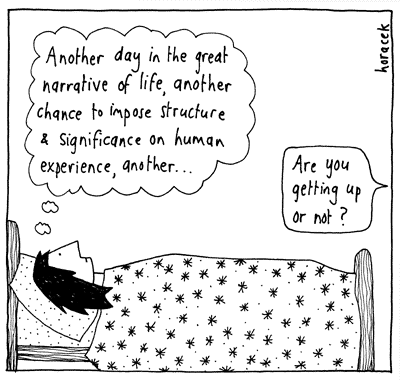 Another day in the great
narrative of life, another
chance to impose structure
& significance on human
experience, another...
Are you
getting up
or not?
horacek